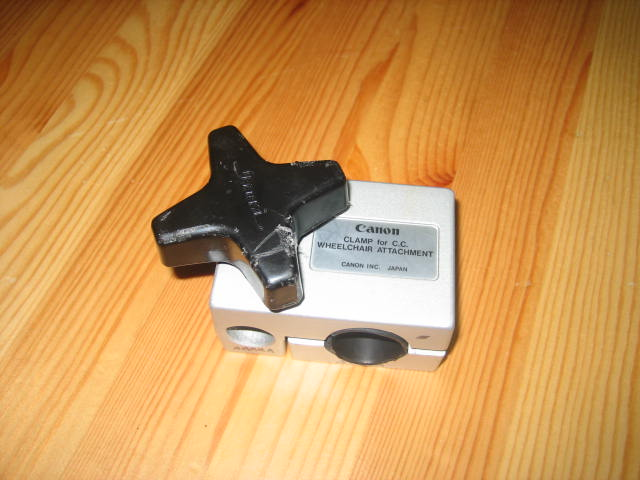 Canon
CLAMP for C.C.
WHEELCHAIR ATTACHMENT
CANON INC. JAPAN